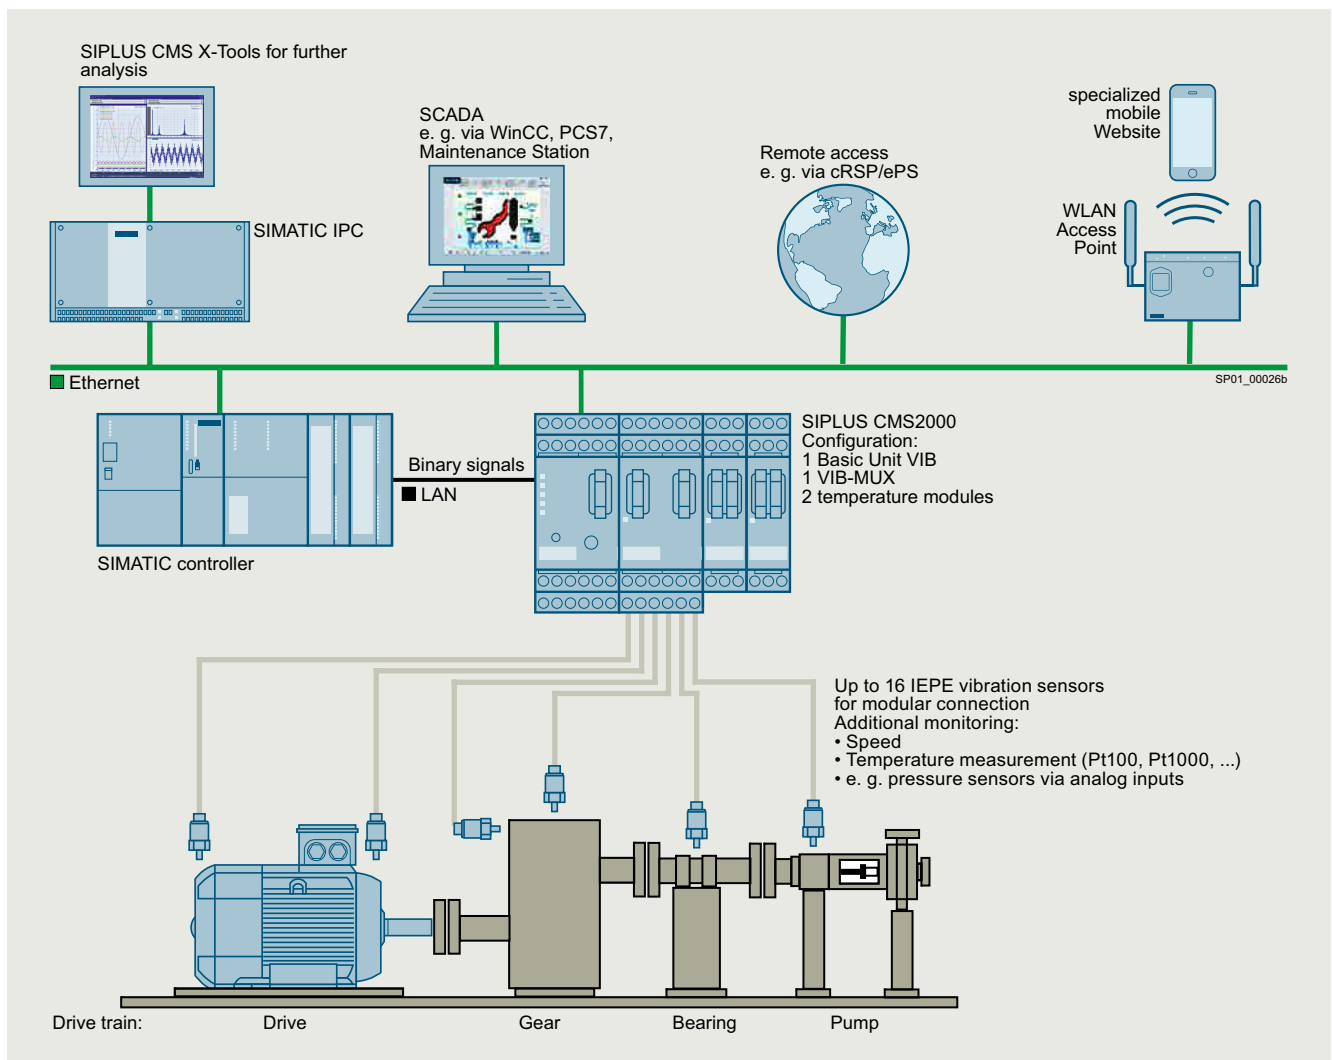 SIPLUS CMS X-Tools for further
analysis
SCADA
e. g. via WinCC, PCS7,
Maintenance Station
Remote access
e. g. via cRSP/ePS
specialized
mobile
Website
WLAN
Access
Point
SIMATIC IPC
Ethernet
SP01_00026b
SIPLUS CMS2000
Configuration:
1 Basic Unit VIB
1 VIB-MUX
2 temperature modules
Binary signals
LAN
SIMATIC controller
Up to 16 IEPE vibration sensors
for modular connection
Additional monitoring:
• Speed
• Temperature measurement (Pt100, Pt1000, ...)
• e. g. pressure sensors via analog inputs
Drive train: Drive Gear Bearing Pump